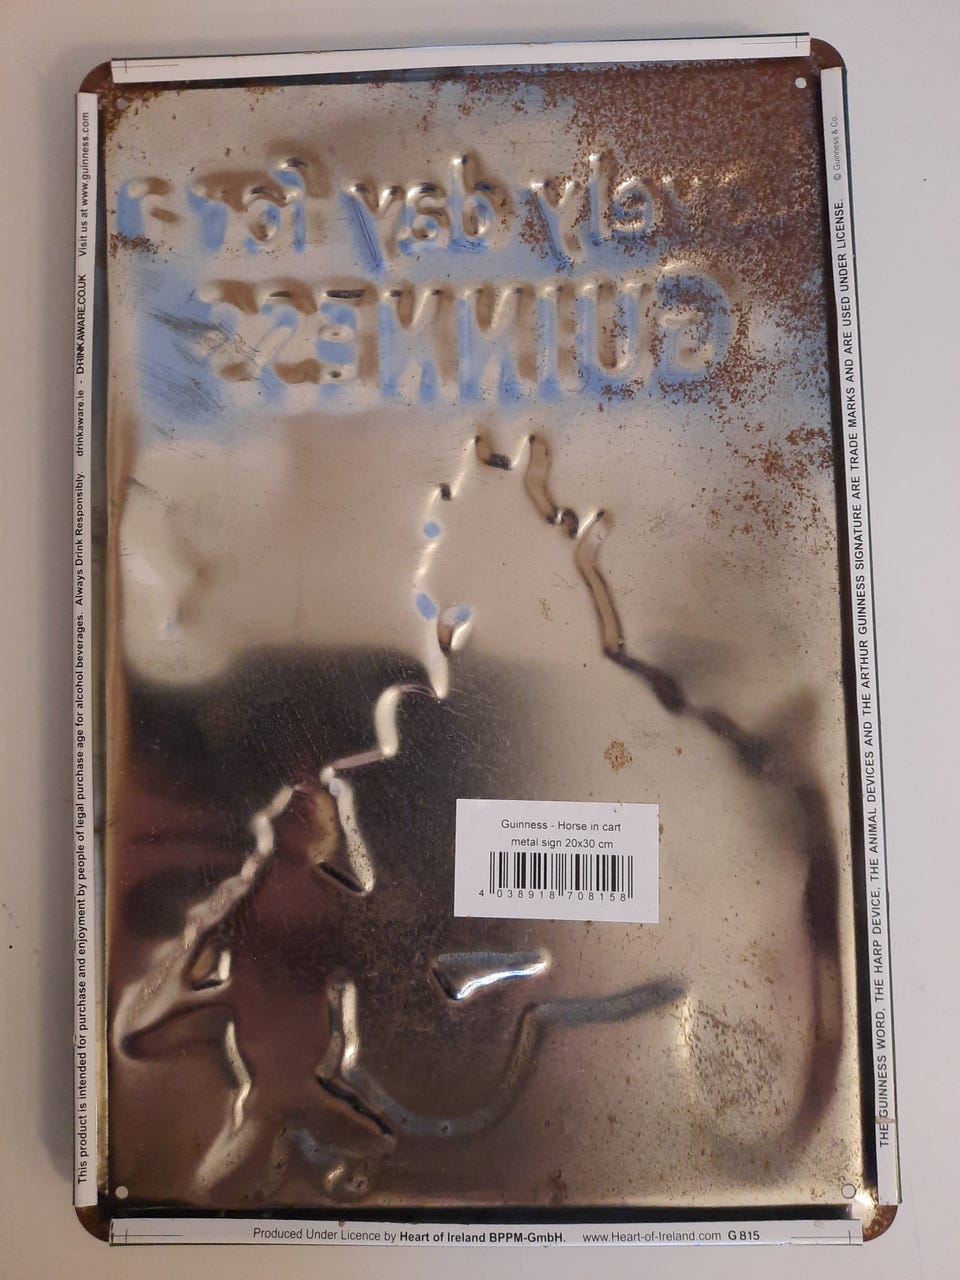 Lovely day for a
GUINNESS
Guinness - Horse in cart
metal sign 20x30 cm
4 038918 708158
This product is intended for purchase and enjoyment by people of legal purchase age for alcohol beverages. Always Drink Responsibly. drinkaware.ie - DRINKAWARE.CO.UK Visit us at www.guinness.com
THE GUINNESS WORD, THE HARP DEVICE, THE ANIMAL DEVICES AND THE ARTHUR GUINNESS SIGNATURE ARE TRADE MARKS AND ARE USED UNDER LICENSE. © Guinness & Co.
Produced Under Licence by Heart of Ireland BPPM-GmbH. www.Heart-of-Ireland.com G 815